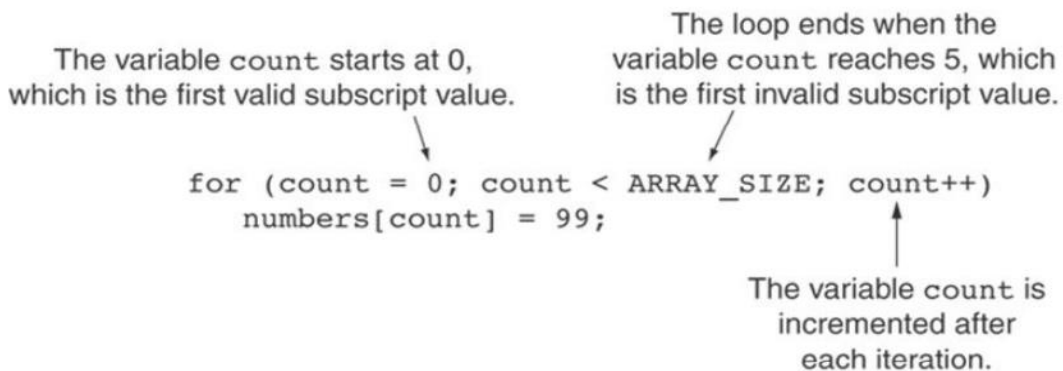 The variable count starts at 0,
which is the first valid subscript value.
The loop ends when the
variable count reaches 5, which
is the first invalid subscript value.
for (count = 0; count < ARRAY_SIZE; count++)
numbers[count] = 99;
The variable count is
incremented after
each iteration.